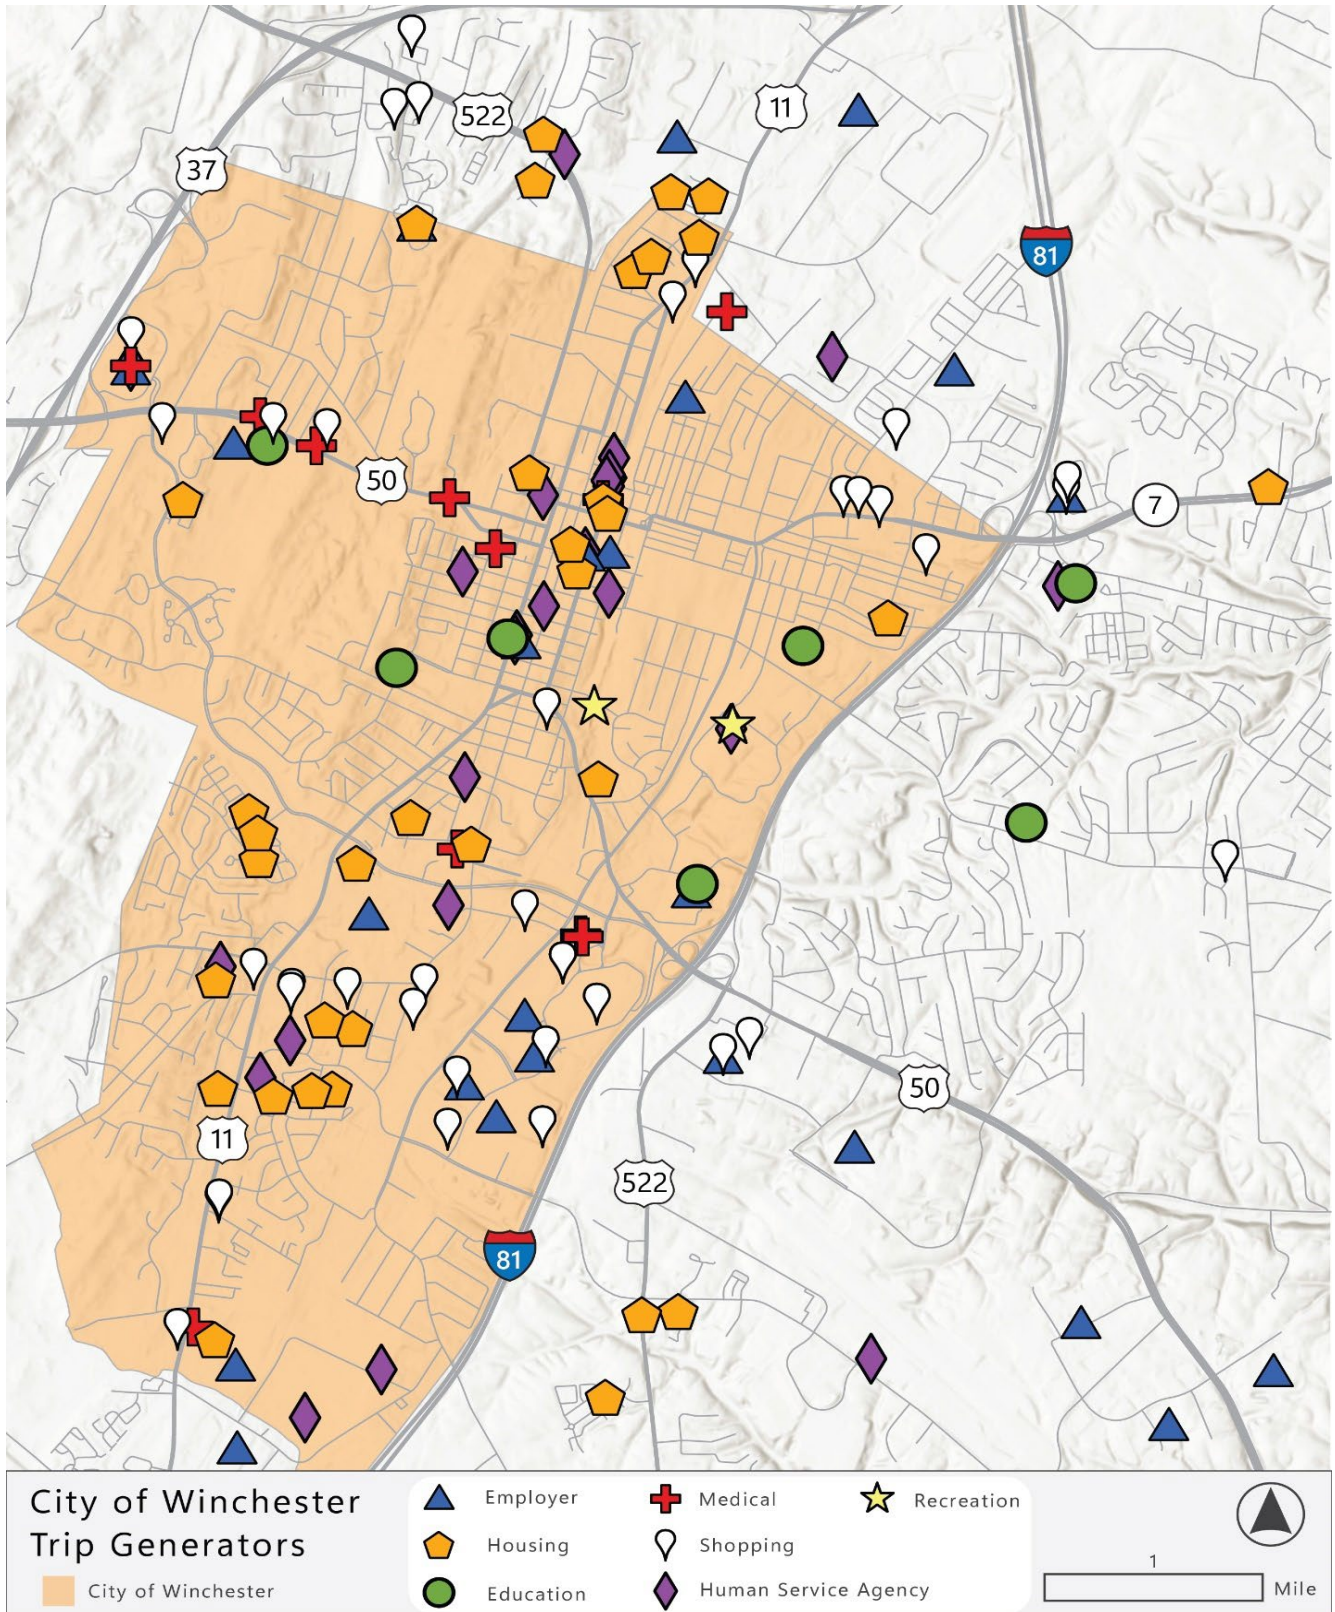 522
11
37
81
50
7
50
11
522
81
City of Winchester
Trip Generators
City of Winchester
Employer
Housing
Education
Medical
Shopping
Human Service Agency
Recreation
1
Mile